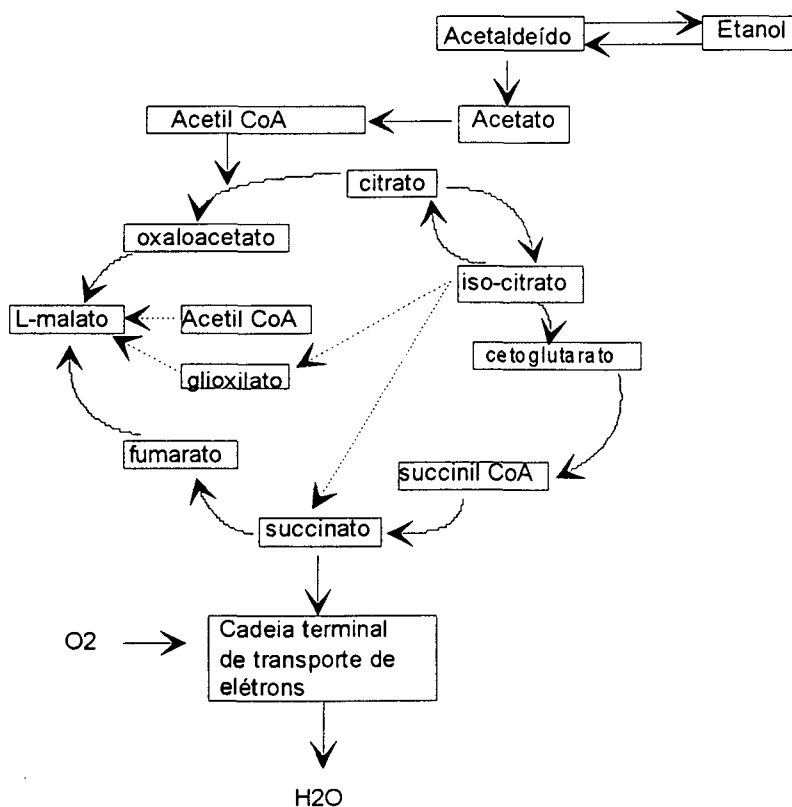 Acetaldeído
Etanol
Acetil CoA
Acetato
citrato
oxaloacetato
iso-citrato
L-malato
Acetil CoA
cetoglutarato
glioxilato
fumarato
succinil CoA
succinato
O2
Cadeia terminal
de transporte de
elétrons
H2O